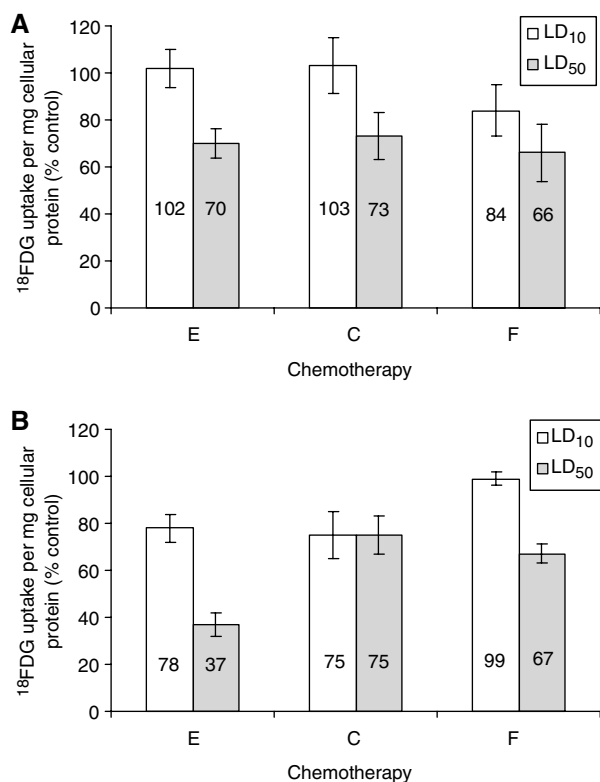 A
120
100
80
60
40
20
0
¹⁸FDG uptake per mg cellular
protein (% control)
LD₁₀
LD₅₀
102 70 103 73 84 66
E C F
Chemotherapy
B
120
100
80
60
40
20
0
¹⁸FDG uptake per mg cellular
protein (% control)
LD₁₀
LD₅₀
78 37 75 75 99 67
E C F
Chemotherapy